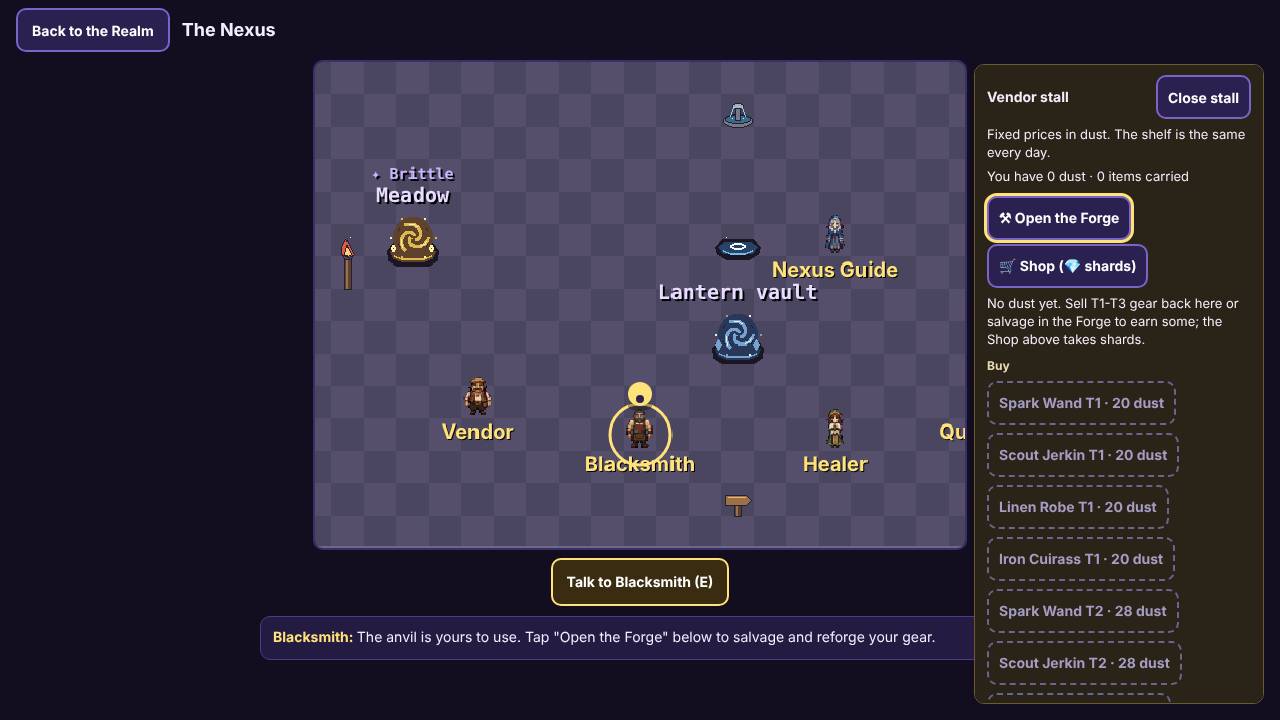 Back to the Realm
The Nexus
✦ Brittle
Meadow
Nexus Guide
Lantern vault
Vendor
Blacksmith
Healer
Qu
Talk to Blacksmith (E)
Blacksmith: The anvil is yours to use. Tap "Open the Forge" below to salvage and reforge your gear.
Vendor stall
Close stall
Fixed prices in dust. The shelf is the same
every day.
You have 0 dust · 0 items carried
⚒ Open the Forge
🛒 Shop (💎 shards)
No dust yet. Sell T1-T3 gear back here or
salvage in the Forge to earn some; the
Shop above takes shards.
Buy
Spark Wand T1 · 20 dust
Scout Jerkin T1 · 20 dust
Linen Robe T1 · 20 dust
Iron Cuirass T1 · 20 dust
Spark Wand T2 · 28 dust
Scout Jerkin T2 · 28 dust